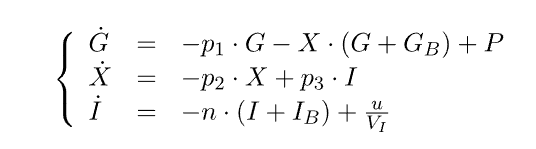 Ġ = −p₁ · G − X · (G + G_B) + P
Ẋ = −p₂ · X + p₃ · I
İ = −n · (I + I_B) + u/V_I